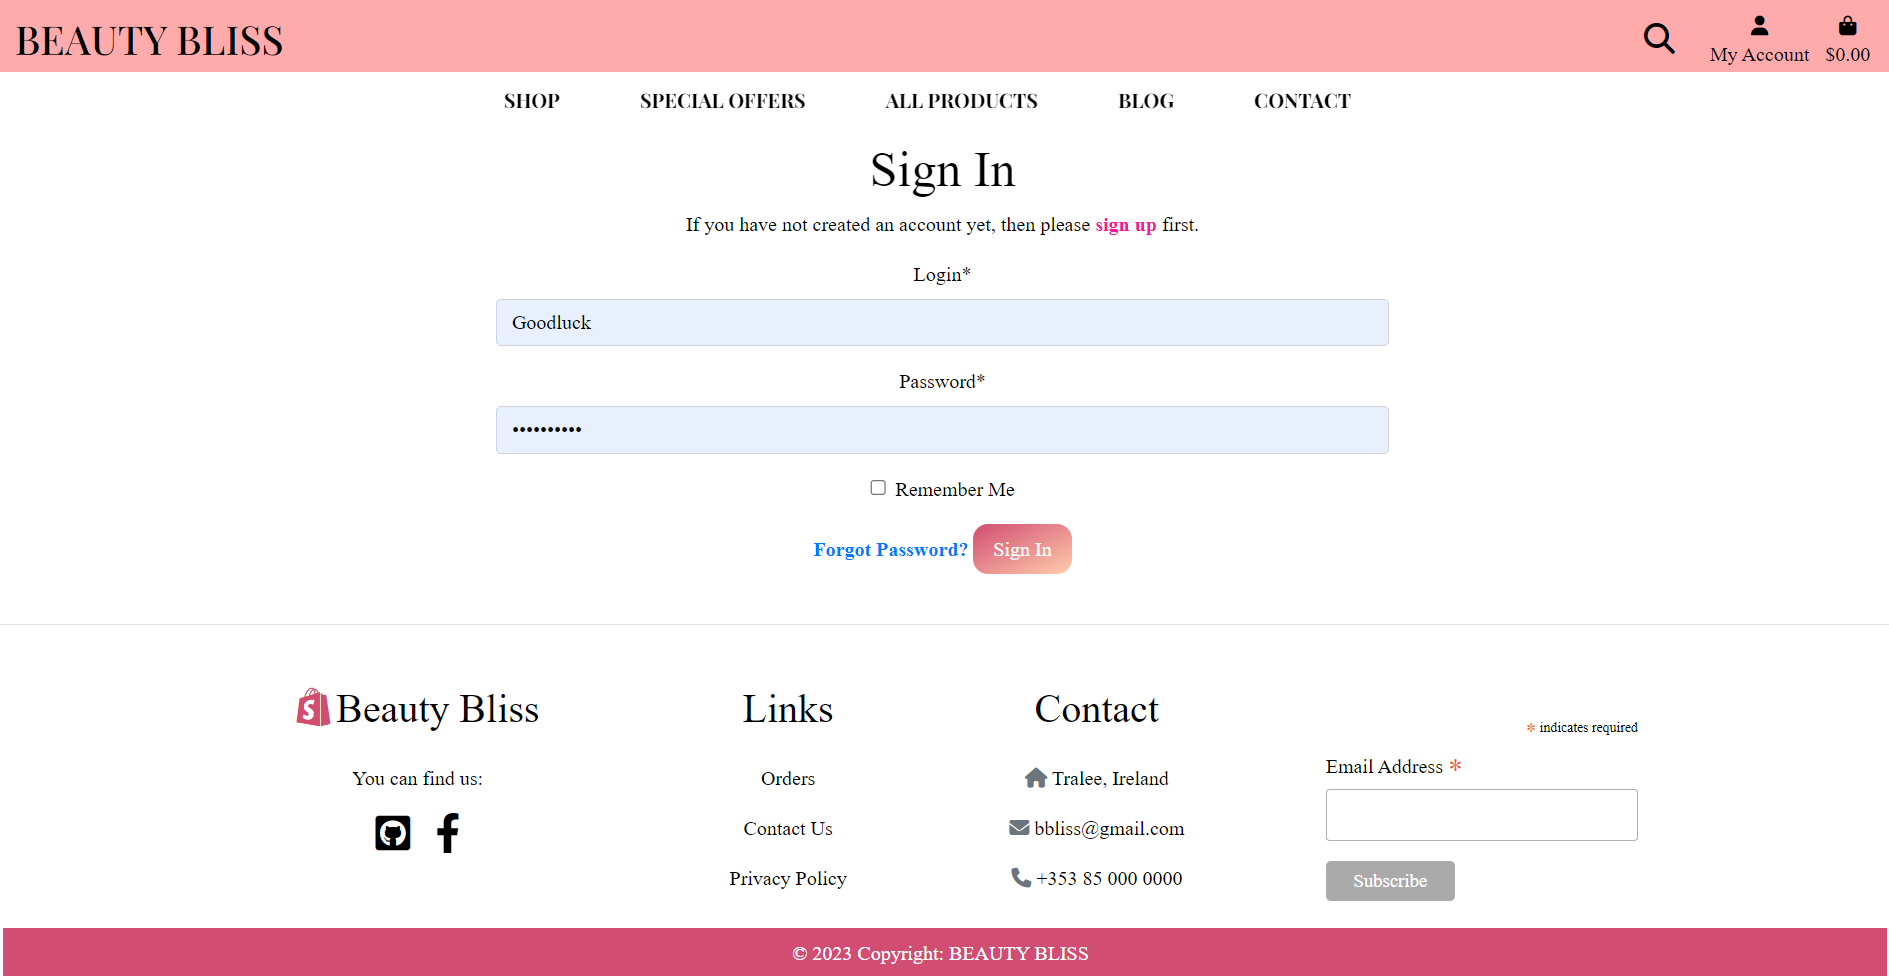 BEAUTY BLISS
My Account $0.00
SHOP SPECIAL OFFERS ALL PRODUCTS BLOG CONTACT
Sign In
If you have not created an account yet, then please sign up first.
Login*
Goodluck
Password*
••••••••••
Remember Me
Forgot Password? Sign In
Beauty Bliss
You can find us:
Links
Orders
Contact Us
Privacy Policy
Contact
Tralee, Ireland
bbliss@gmail.com
+353 85 000 0000
* indicates required
Email Address *
Subscribe
© 2023 Copyright: BEAUTY BLISS